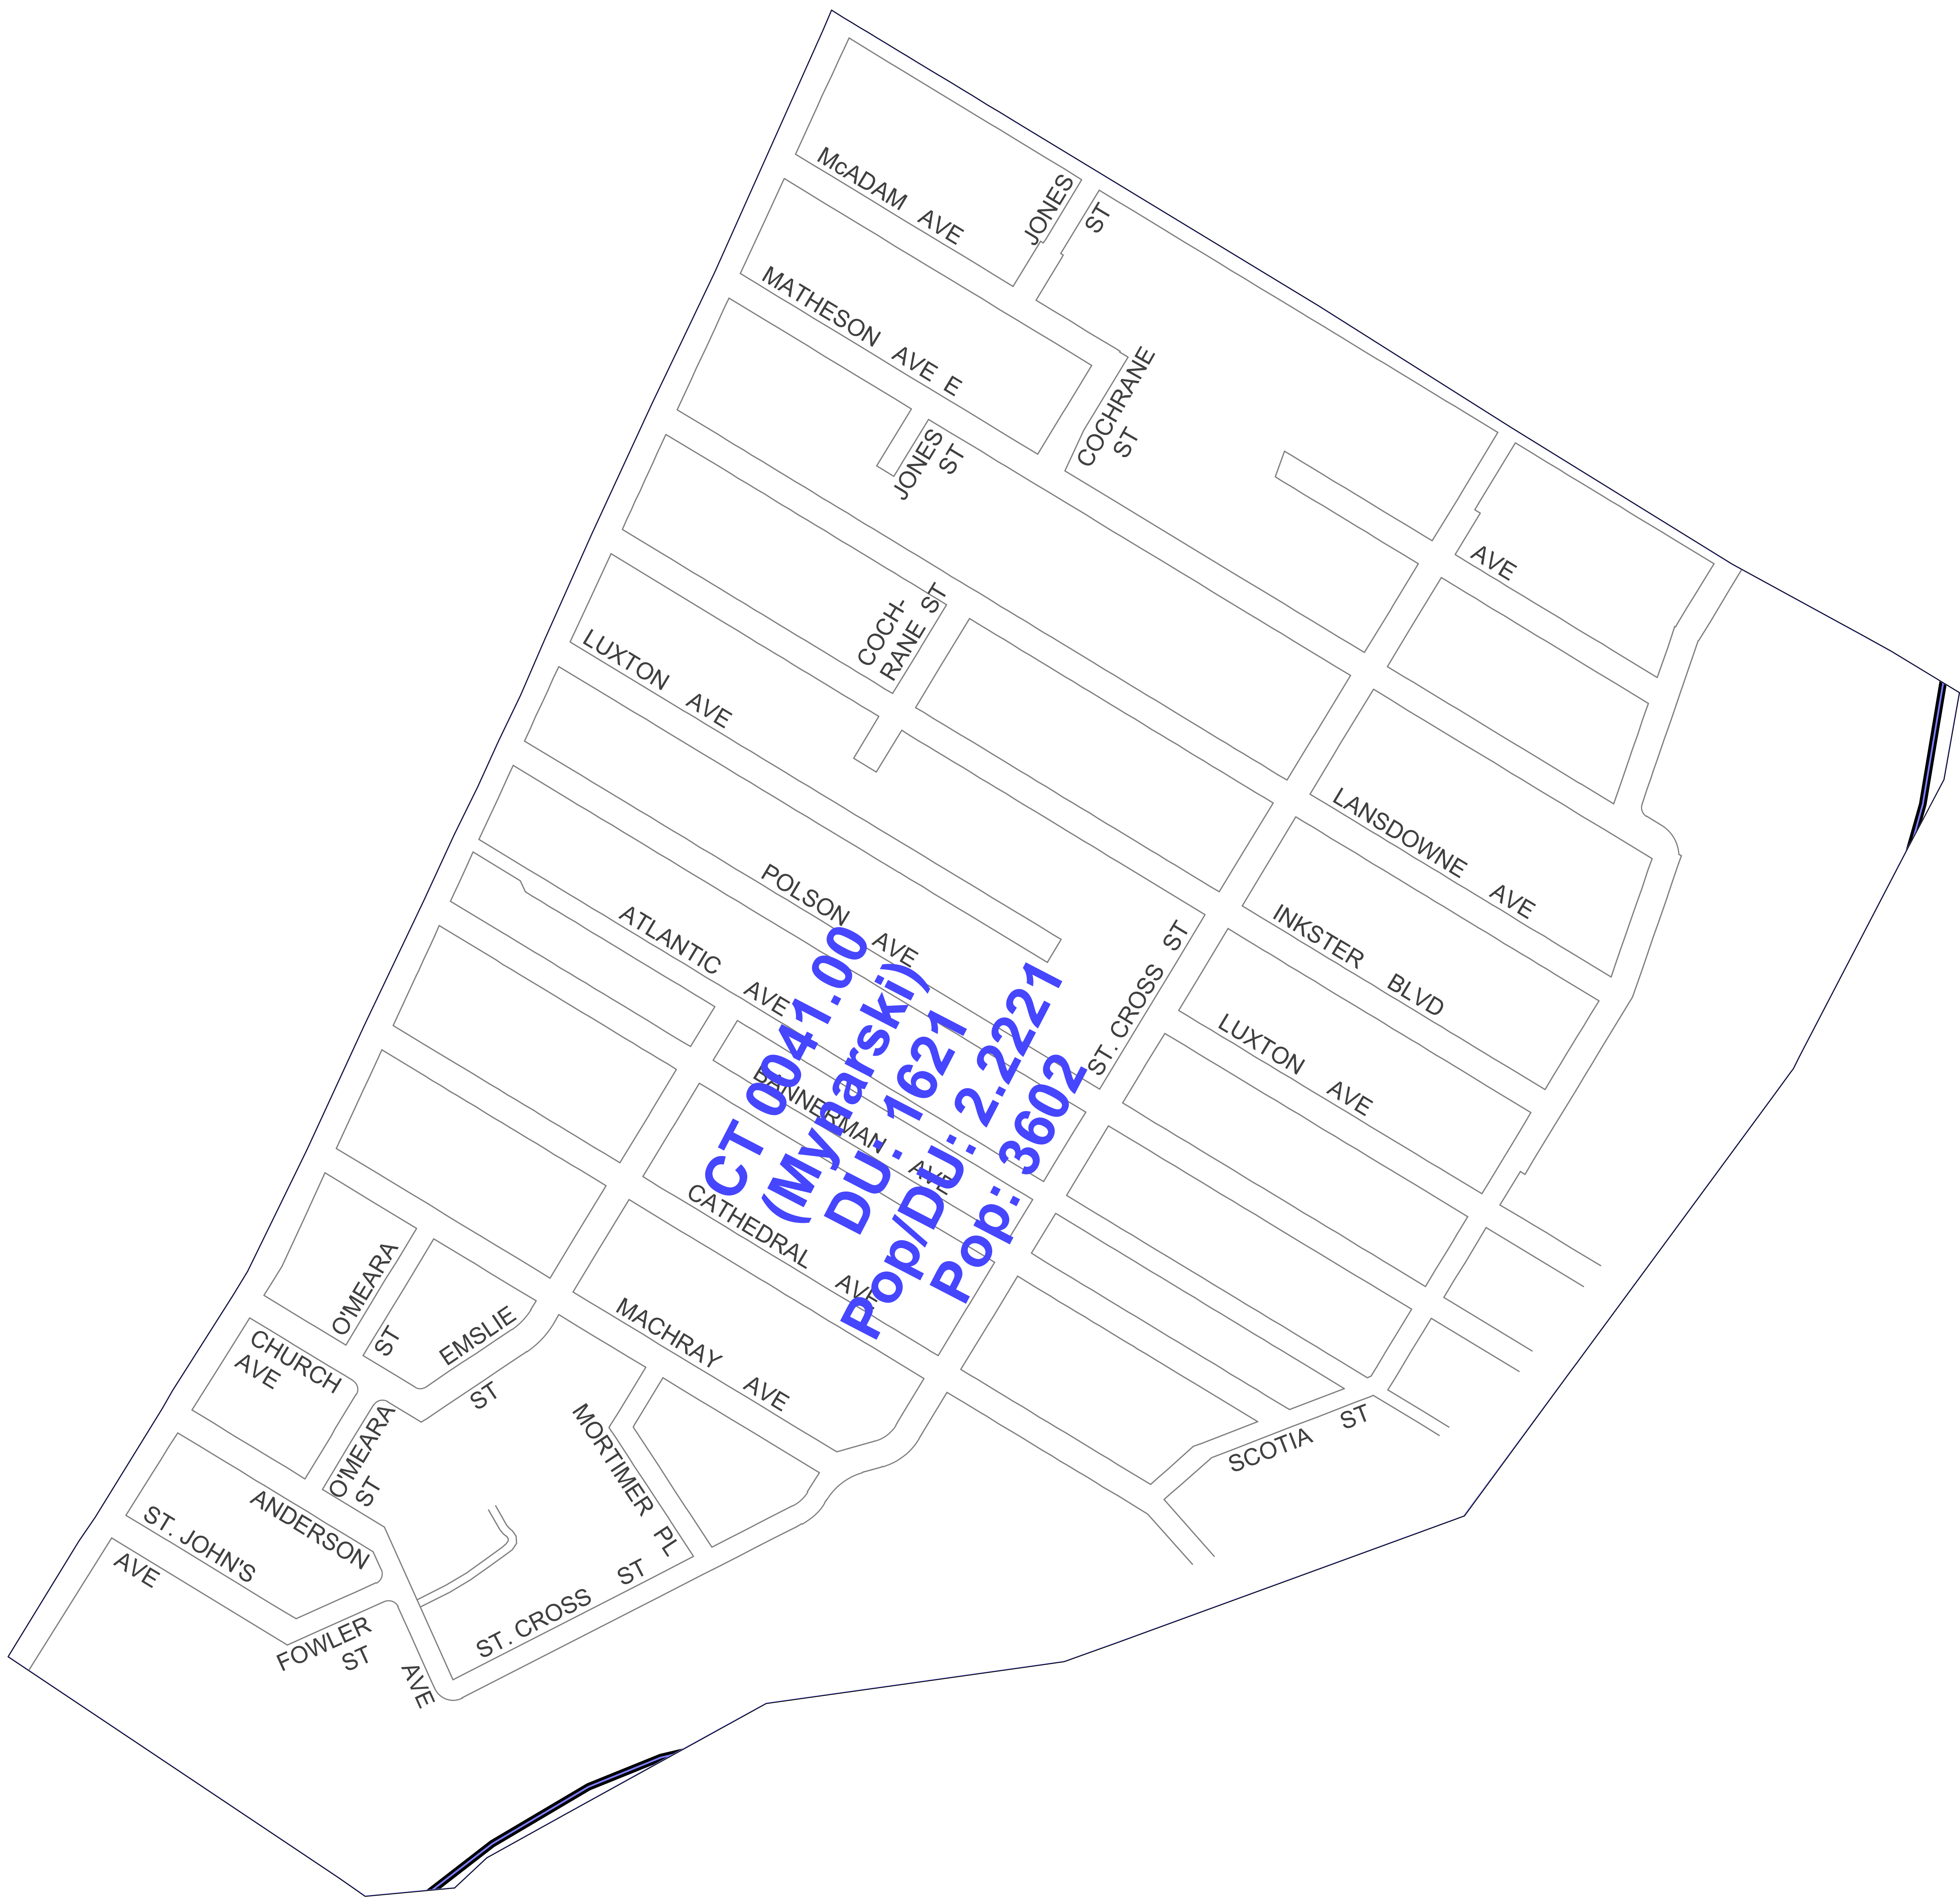 McADAM AVE
JONES
ST
MATHESON AVE E
COCHRANE
ST
JONES
ST
AVE
COCH-
RANE ST
LUXTON AVE
LANSDOWNE AVE
POLSON AVE
ATLANTIC AVE
ST. CROSS ST
INKSTER BLVD
LUXTON AVE
BANNERMAN AVE
CATHEDRAL AVE
CT 0041.00
(Mynarski)
DU: 1621
Pop/DU: 2.2221
Pop: 3602
O'MEARA
ST
EMSLIE
ST
MACHRAY AVE
CHURCH
AVE
O'MEARA
ST
MORTIMER PL
SCOTIA ST
ANDERSON
AVE
ST. JOHN'S
AVE
ST. CROSS ST
FOWLER
ST